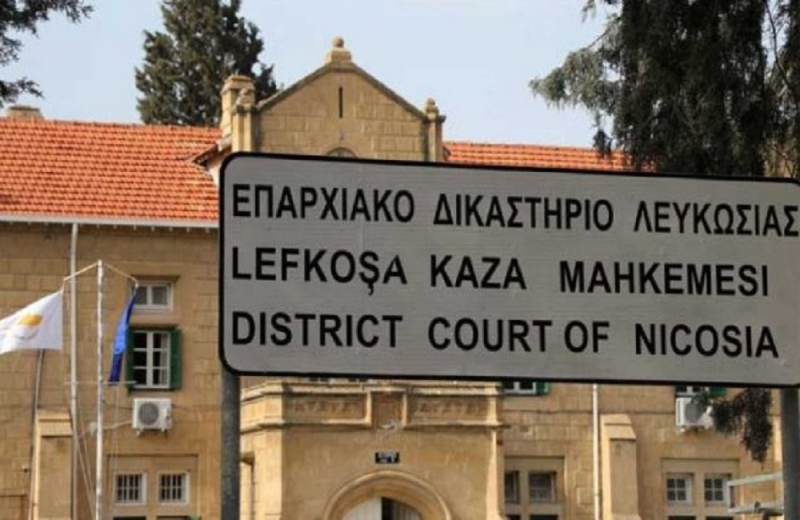 ΕΠΑΡΧΙΑΚΟ ΔΙΚΑΣΤΗΡΙΟ ΛΕΥΚΩΣΙΑΣ
LEFKOŞA KAZA MAHKEMESI
DISTRICT COURT OF NICOSIA